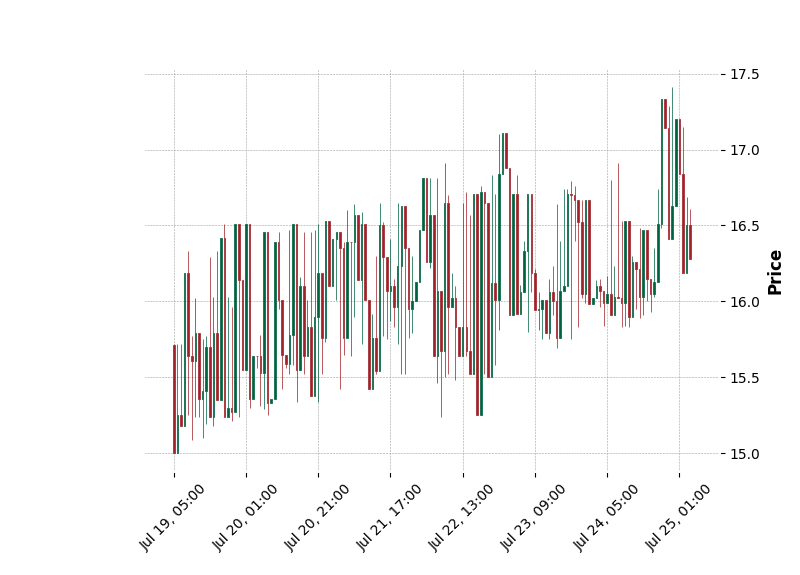 17.5
17.0
16.5
16.0
15.5
15.0
Price
Jul 19, 05:00
Jul 20, 01:00
Jul 20, 21:00
Jul 21, 17:00
Jul 22, 13:00
Jul 23, 09:00
Jul 24, 05:00
Jul 25, 01:00